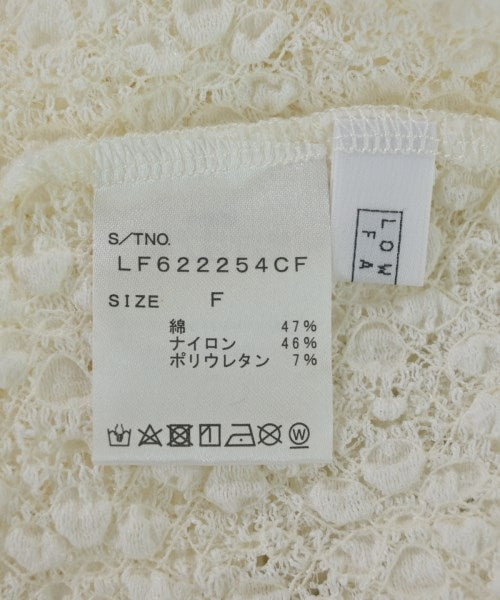 S/TNO.
LF622254CF
SIZE F
綿 47%
ナイロン 46%
ポリウレタン 7%
W
LOW
FA